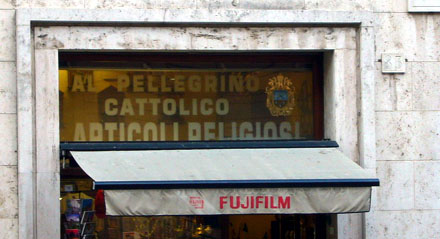 AL PELLEGRINO
CATTOLICO
ARTICOLI RELIGIOSI
FUJIFILM